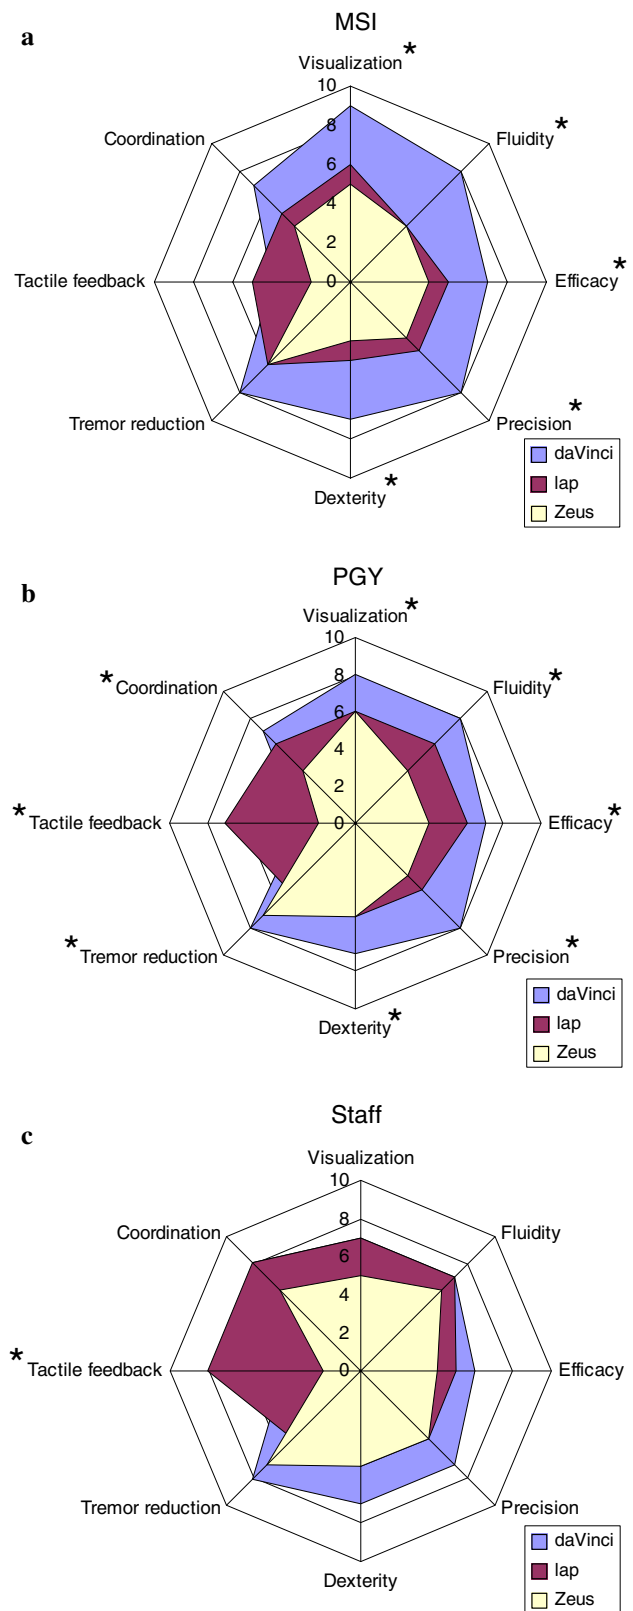 a
MSI
Visualization*
10
8
6
4
2
0
Coordination
Fluidity*
Tactile feedback
Efficacy*
Tremor reduction
Precision*
Dexterity*
daVinci
lap
Zeus
b
PGY
Visualization*
10
8
6
4
2
0
*Coordination
Fluidity*
*Tactile feedback
Efficacy*
*Tremor reduction
Precision*
Dexterity*
daVinci
lap
Zeus
c
Staff
Visualization
10
8
6
4
2
0
Coordination
Fluidity
*Tactile feedback
Efficacy
Tremor reduction
Precision
Dexterity
daVinci
lap
Zeus